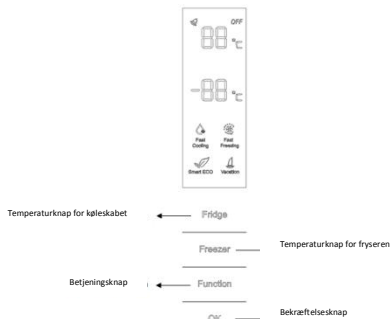 OFF
88 °C
-88 °C
Fast Cooling
Fast Freezing
Smart ECO
Vacation
Temperaturknap for køleskabet
Fridge
Freezer
Temperaturknap for fryseren
Betjeningsknap
Function
Bekræftelsesknap
OK